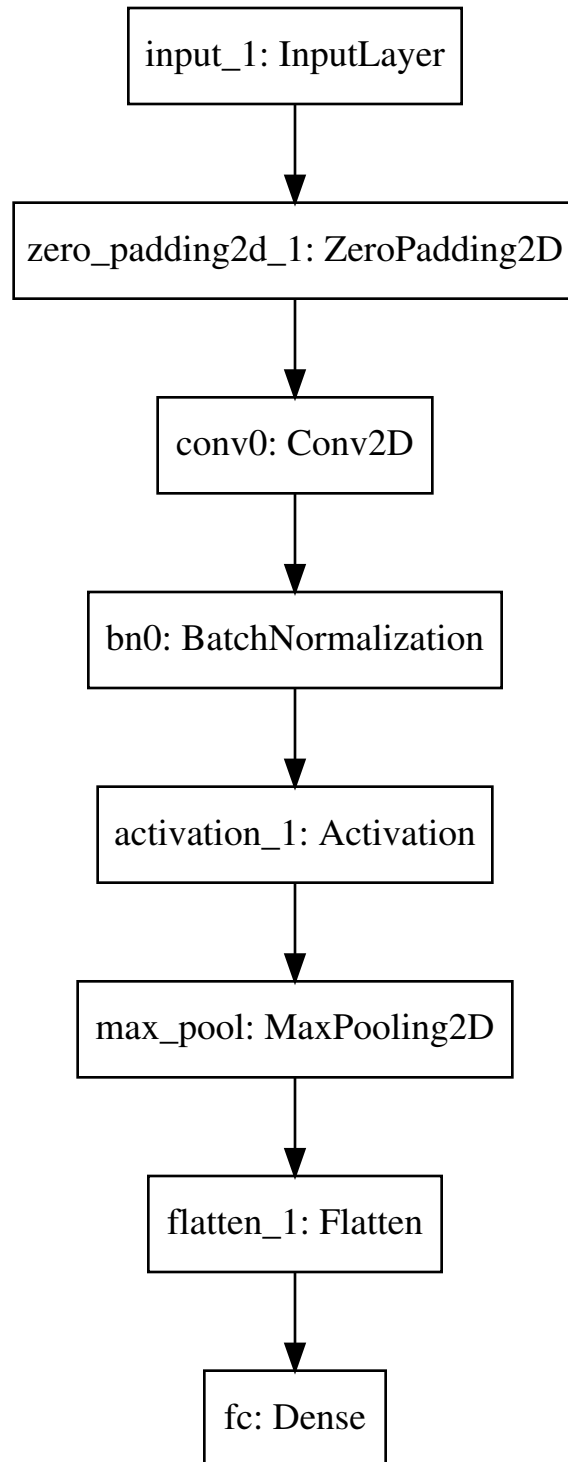 input_1: InputLayer
zero_padding2d_1: ZeroPadding2D
conv0: Conv2D
bn0: BatchNormalization
activation_1: Activation
max_pool: MaxPooling2D
flatten_1: Flatten
fc: Dense